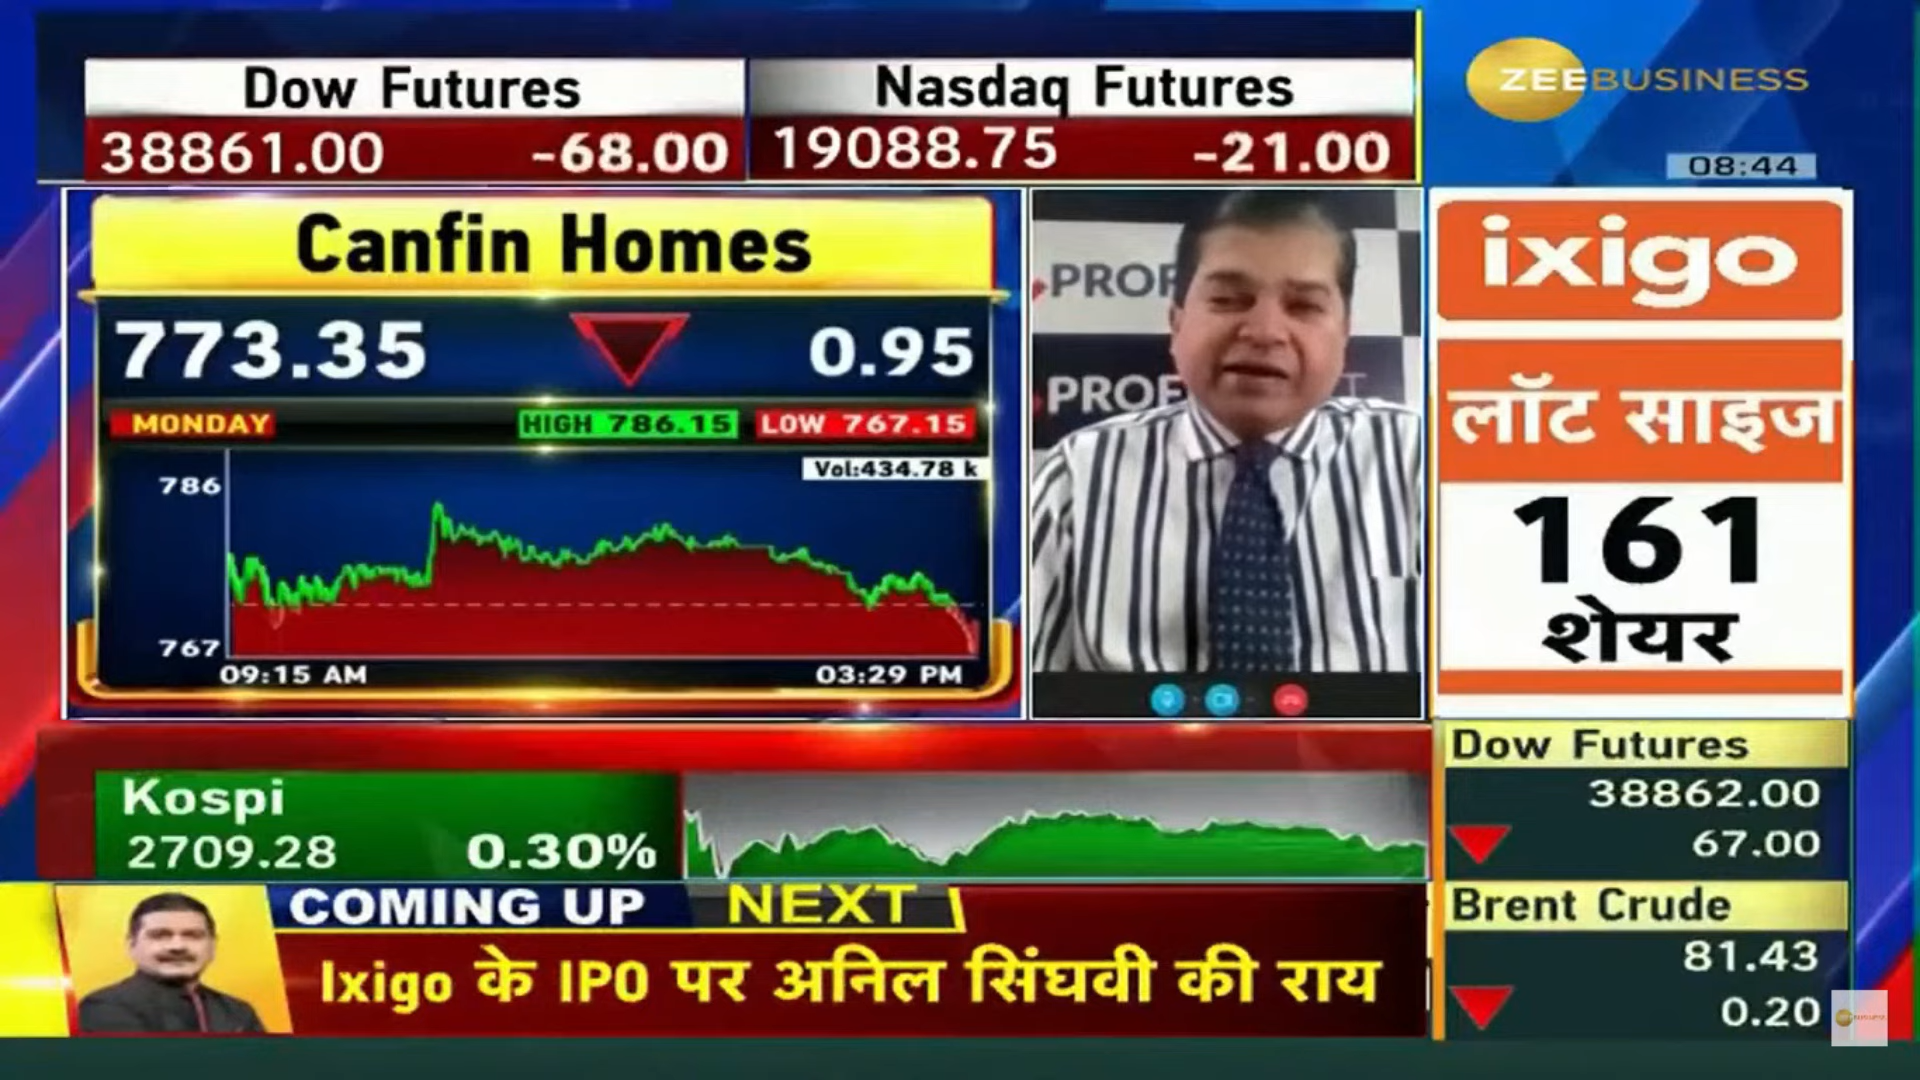 Dow Futures
38861.00 -68.00
Nasdaq Futures
19088.75 -21.00
ZEEBUSINESS
08:44
Canfin Homes
773.35 0.95
MONDAY HIGH 786.15 LOW 767.15
Vol:434.78 k
786
767
09:15 AM 03:29 PM
PROF
PROF
ixigo
लॉट साइज
161
शेयर
Kospi
2709.28 0.30%
Dow Futures
38862.00
67.00
Brent Crude
81.43
0.20
COMING UP NEXT
Ixigo के IPO पर अनिल सिंघवी की राय